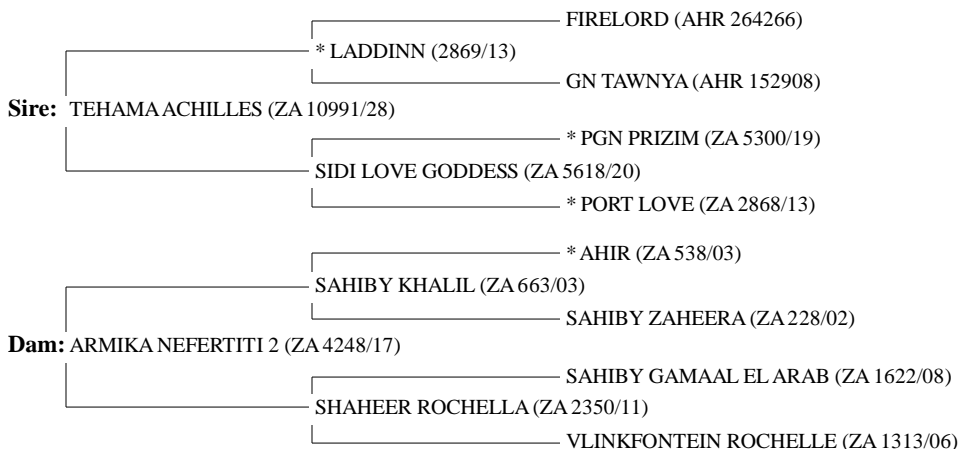 FIRELORD (AHR 264266)
* LADDINN (2869/13)
GN TAWNYA (AHR 152908)
Sire: TEHAMA ACHILLES (ZA 10991/28)
* PGN PRIZIM (ZA 5300/19)
SIDI LOVE GODDESS (ZA 5618/20)
* PORT LOVE (ZA 2868/13)
* AHIR (ZA 538/03)
SAHIBY KHALIL (ZA 663/03)
SAHIBY ZAHEERA (ZA 228/02)
Dam: ARMIKA NEFERTITI 2 (ZA 4248/17)
SAHIBY GAMAAL EL ARAB (ZA 1622/08)
SHAHEER ROCHELLA (ZA 2350/11)
VLINKFONTEIN ROCHELLE (ZA 1313/06)